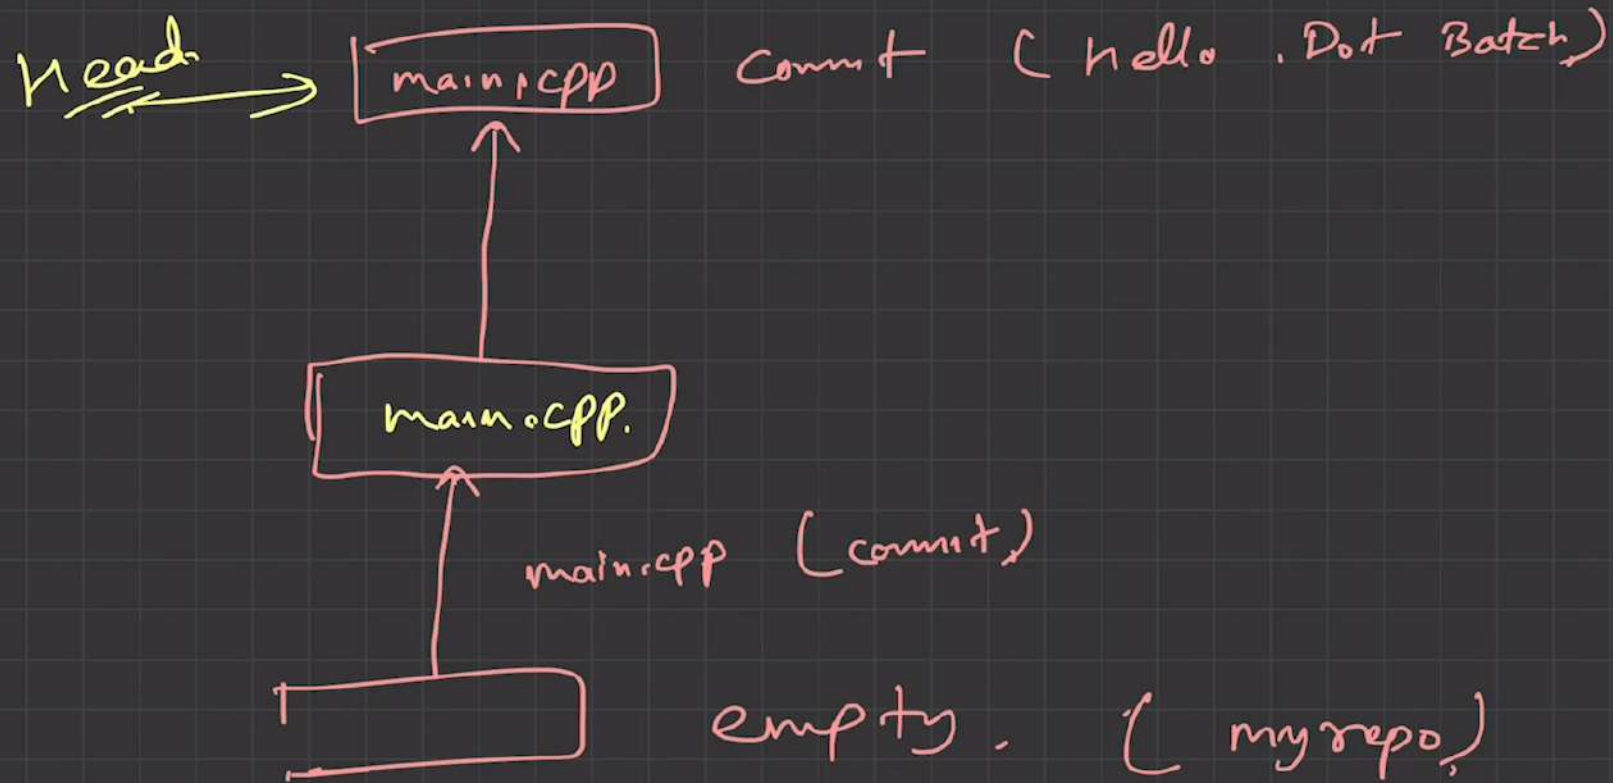 Head.
main.cpp commit ( hello . Dot Batch)
main.cpp.
main.cpp (commit)
empty. ( myrepo)